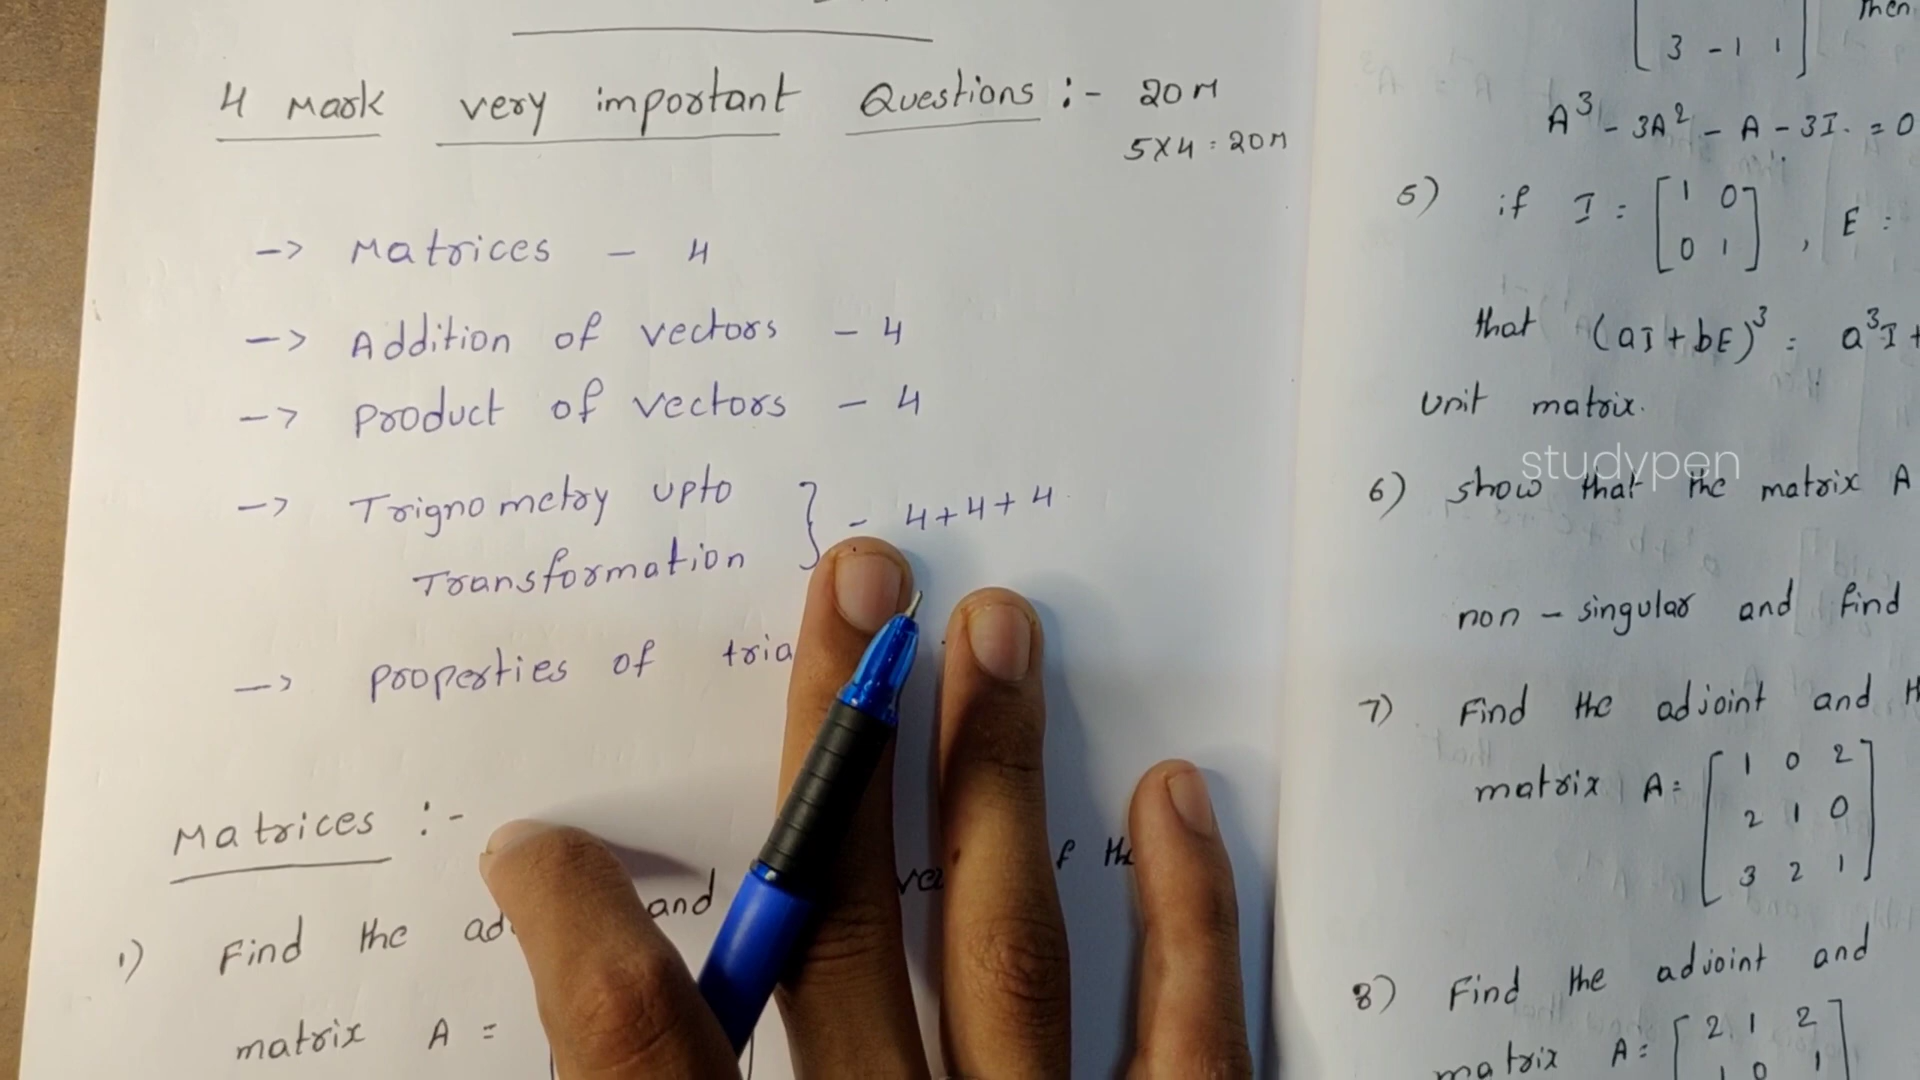 4 Mark very important Questions :- 20M
5X4 = 20M
-> Matrices - 4
-> Addition of vectors - 4
-> product of vectors - 4
-> Trignometry upto
Transformation } - 4+4+4
-> properties of
Matrices :-
1) Find the and
matrix A =
3 -1 1 Then
A³ - 3A² - A - 3I. = 0
5) if I = [1 0
0 1], E =
that (aI+bE)³ = a³I +
Unit matrix.
studypen
6) show that the matrix A
non-singular and find
7) Find the adjoint and
matrix A = [1 0 2
2 1 0
3 2 1]
8) Find the adjoint and
matrix A = [2 1 2
1 0 1